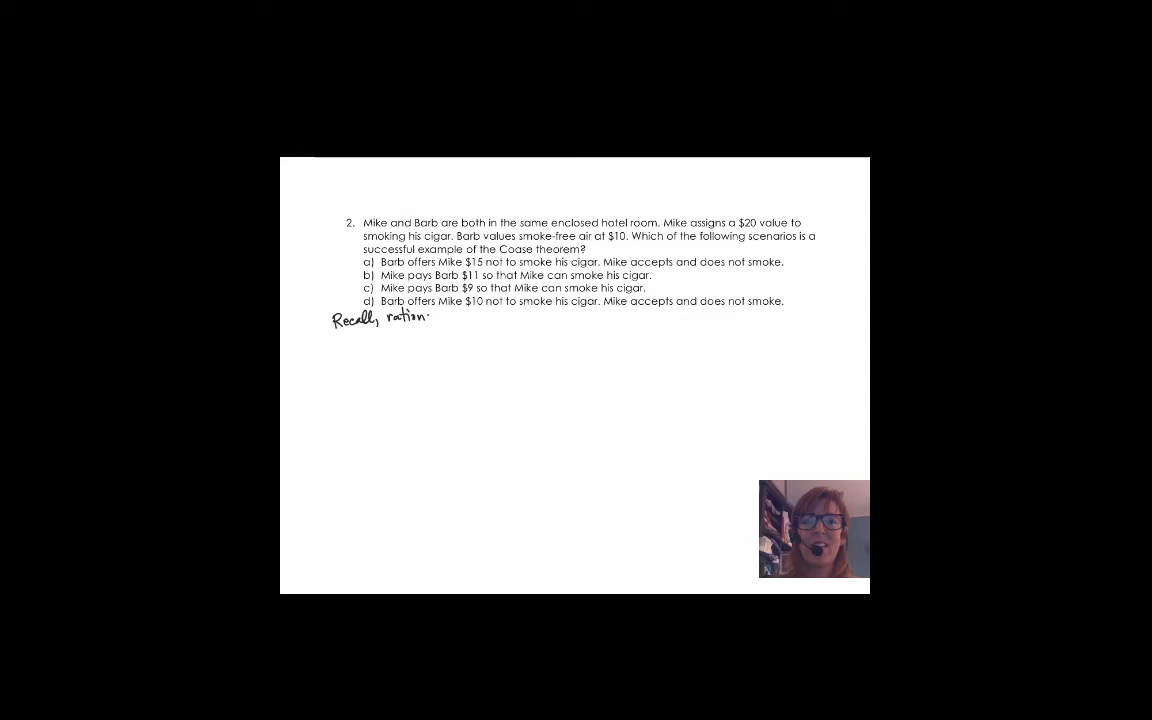 2. Mike and Barb are both in the same enclosed hotel room. Mike assigns a $20 value to
smoking his cigar. Barb values smoke-free air at $10. Which of the following scenarios is a
successful example of the Coase theorem?
a) Barb offers Mike $15 not to smoke his cigar. Mike accepts and does not smoke.
b) Mike pays Barb $11 so that Mike can smoke his cigar.
c) Mike pays Barb $9 so that Mike can smoke his cigar.
d) Barb offers Mike $10 not to smoke his cigar. Mike accepts and does not smoke.
Recall, ration